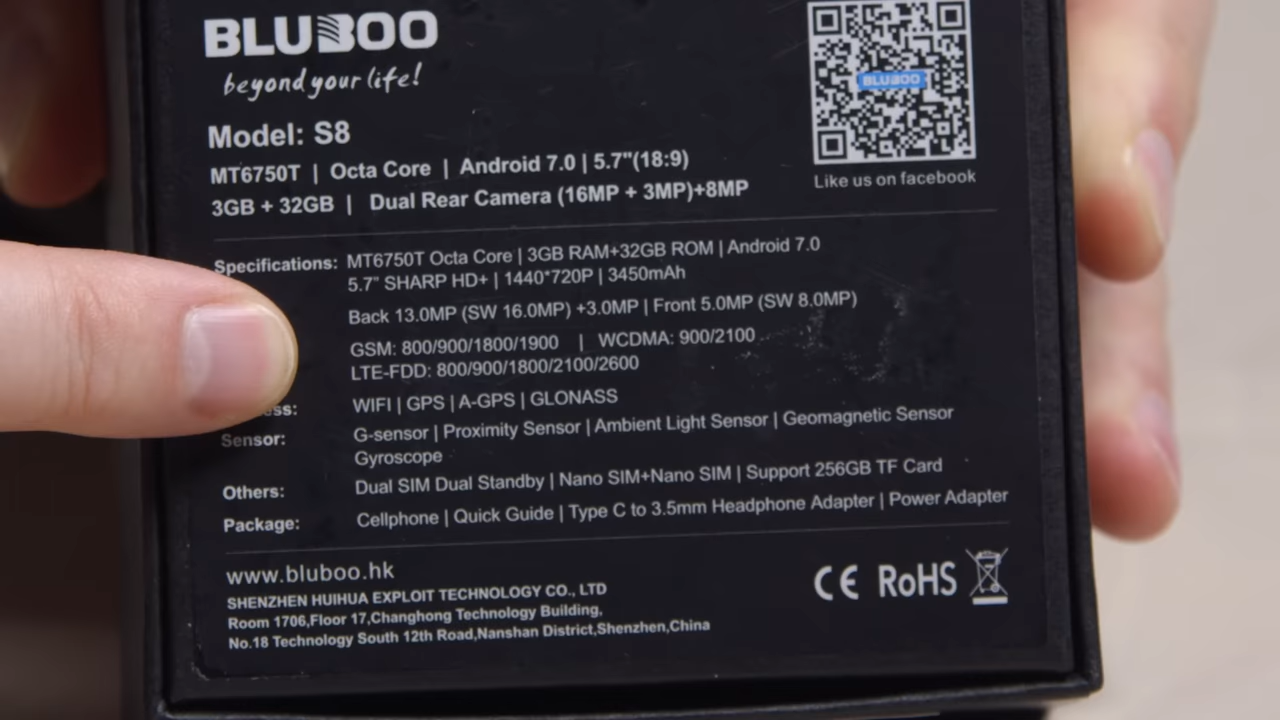 BLUBOO
beyond your life!
Model: S8
MT6750T | Octa Core | Android 7.0 | 5.7"(18:9)
3GB + 32GB | Dual Rear Camera (16MP + 3MP)+8MP
BLUBOO
Like us on facebook
Specifications: MT6750T Octa Core | 3GB RAM+32GB ROM | Android 7.0
5.7" SHARP HD+ | 1440*720P | 3450mAh
Back 13.0MP (SW 16.0MP) +3.0MP | Front 5.0MP (SW 8.0MP)
GSM: 800/900/1800/1900 | WCDMA: 900/2100
LTE-FDD: 800/900/1800/2100/2600
WIFI | GPS | A-GPS | GLONASS
Sensor: G-sensor | Proximity Sensor | Ambient Light Sensor | Geomagnetic Sensor
Gyroscope
Others: Dual SIM Dual Standby | Nano SIM+Nano SIM | Support 256GB TF Card
Package: Cellphone | Quick Guide | Type C to 3.5mm Headphone Adapter | Power Adapter
www.bluboo.hk
SHENZHEN HUIHUA EXPLOIT TECHNOLOGY CO., LTD
Room 1706,Floor 17,Changhong Technology Building,
No.18 Technology South 12th Road,Nanshan District,Shenzhen,China
CE RoHS